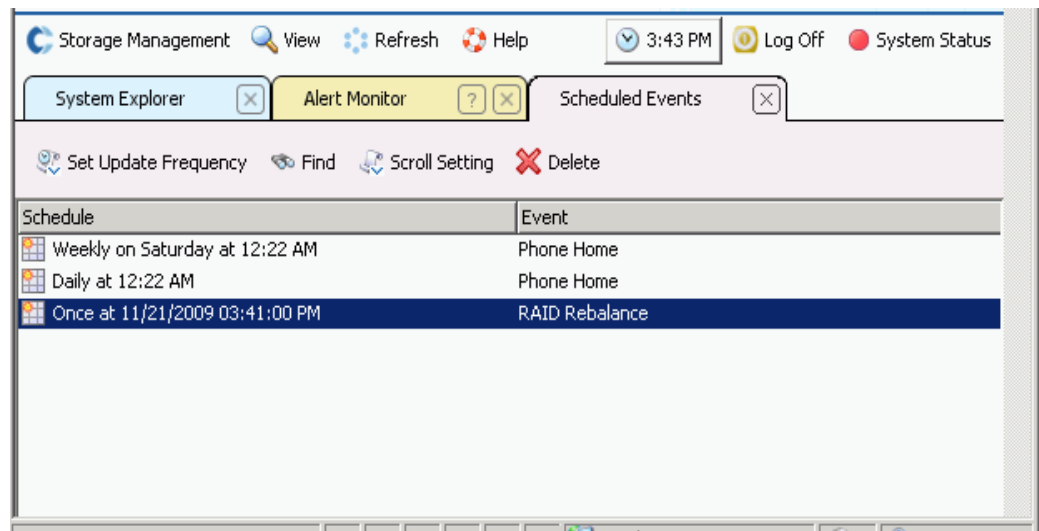 Storage Management View Refresh Help 3:43 PM Log Off System Status
System Explorer Alert Monitor ? Scheduled Events
Set Update Frequency Find Scroll Setting Delete
Schedule Event
Weekly on Saturday at 12:22 AM Phone Home
Daily at 12:22 AM Phone Home
Once at 11/21/2009 03:41:00 PM RAID Rebalance